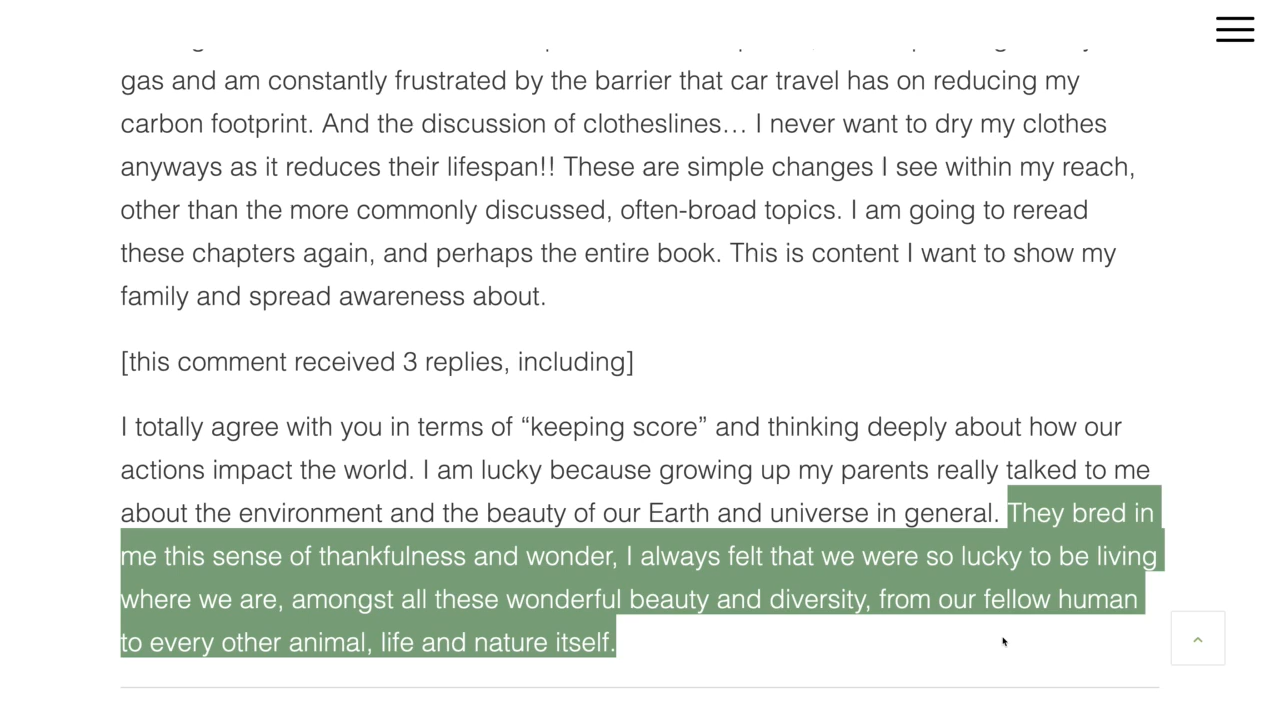 gas and am constantly frustrated by the barrier that car travel has on reducing my
carbon footprint. And the discussion of clotheslines… I never want to dry my clothes
anyways as it reduces their lifespan!! These are simple changes I see within my reach,
other than the more commonly discussed, often-broad topics. I am going to reread
these chapters again, and perhaps the entire book. This is content I want to show my
family and spread awareness about.
[this comment received 3 replies, including]
I totally agree with you in terms of “keeping score” and thinking deeply about how our
actions impact the world. I am lucky because growing up my parents really talked to me
about the environment and the beauty of our Earth and universe in general. They bred in
me this sense of thankfulness and wonder, I always felt that we were so lucky to be living
where we are, amongst all these wonderful beauty and diversity, from our fellow human
to every other animal, life and nature itself.